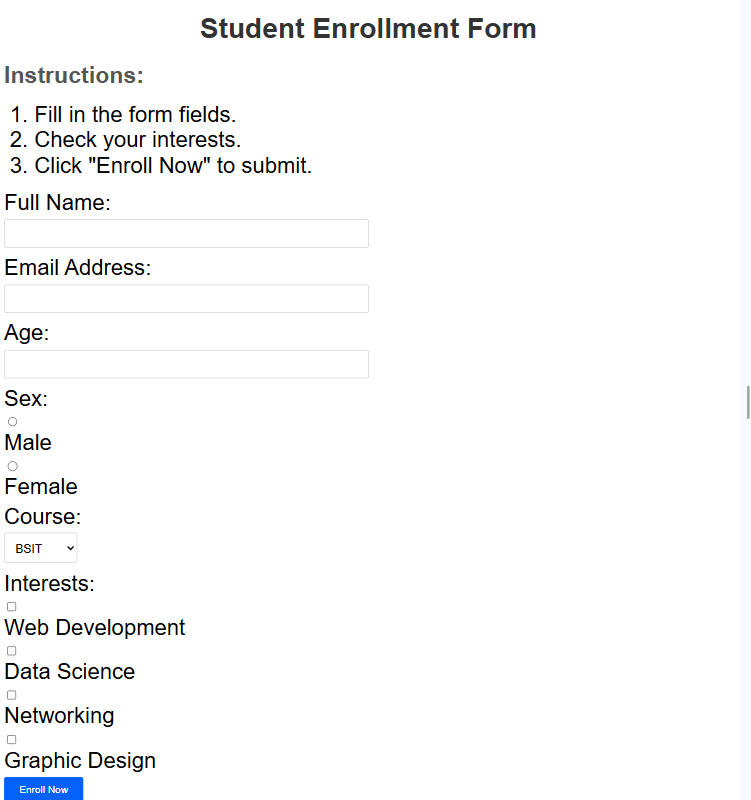 Student Enrollment Form
Instructions:
1. Fill in the form fields.
2. Check your interests.
3. Click "Enroll Now" to submit.
Full Name:
Email Address:
Age:
Sex:
Male
Female
Course:
BSIT
Interests:
Web Development
Data Science
Networking
Graphic Design
Enroll Now